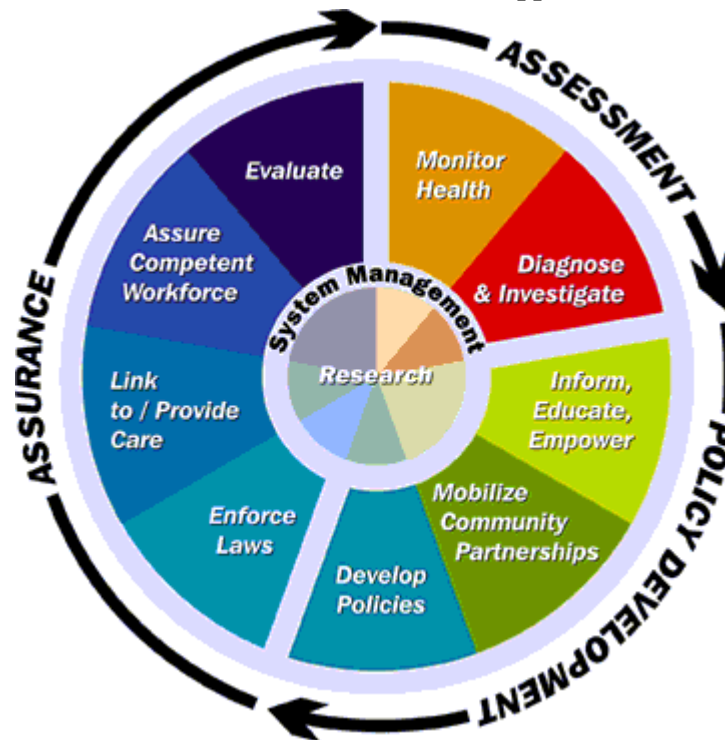 ASSESSMENT
Monitor
Health
Diagnose
& Investigate
POLICY DEVELOPMENT
Inform,
Educate,
Empower
Mobilize
Community
Partnerships
Develop
Policies
ASSURANCE
Enforce
Laws
Link
to / Provide
Care
Assure
Competent
Workforce
Evaluate
System Management
Research